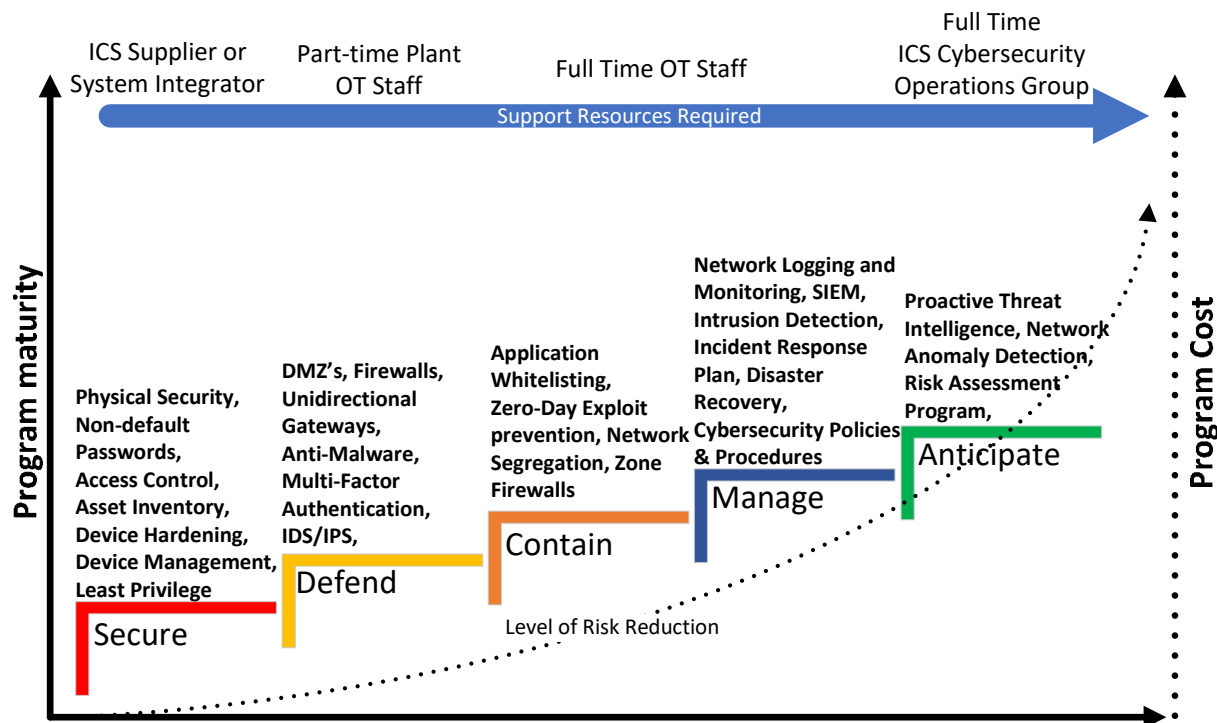 ICS Supplier or
System Integrator
Part-time Plant
OT Staff
Full Time OT Staff
Full Time
ICS Cybersecurity
Operations Group
Support Resources Required
Program maturity
Program Cost
Physical Security,
Non-default
Passwords,
Access Control,
Asset Inventory,
Device Hardening,
Device Management,
Least Privilege
Secure
DMZ's, Firewalls,
Unidirectional
Gateways,
Anti-Malware,
Multi-Factor
Authentication,
IDS/IPS,
Defend
Application
Whitelisting,
Zero-Day Exploit
prevention, Network
Segregation, Zone
Firewalls
Contain
Network Logging and
Monitoring, SIEM,
Intrusion Detection,
Incident Response
Plan, Disaster
Recovery,
Cybersecurity Policies
& Procedures
Manage
Proactive Threat
Intelligence, Network
Anomaly Detection,
Risk Assessment
Program,
Anticipate
Level of Risk Reduction